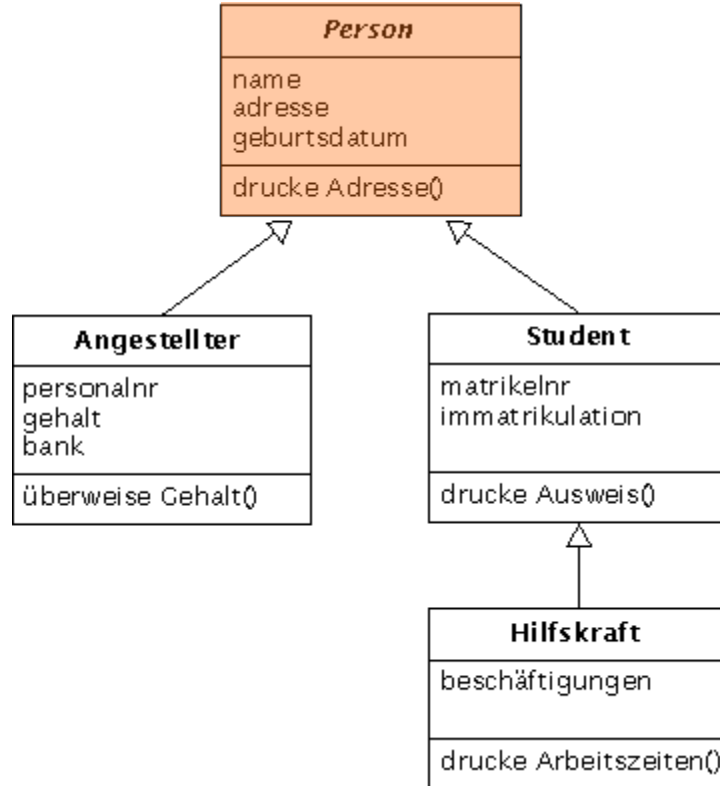 Person
name
adresse
geburtsdatum
drucke Adresse()
Angestellter
personalnr
gehalt
bank
überweise Gehalt()
Student
matrikelnr
immatrikulation
drucke Ausweis()
Hilfskraft
beschäftigungen
drucke Arbeitszeiten()